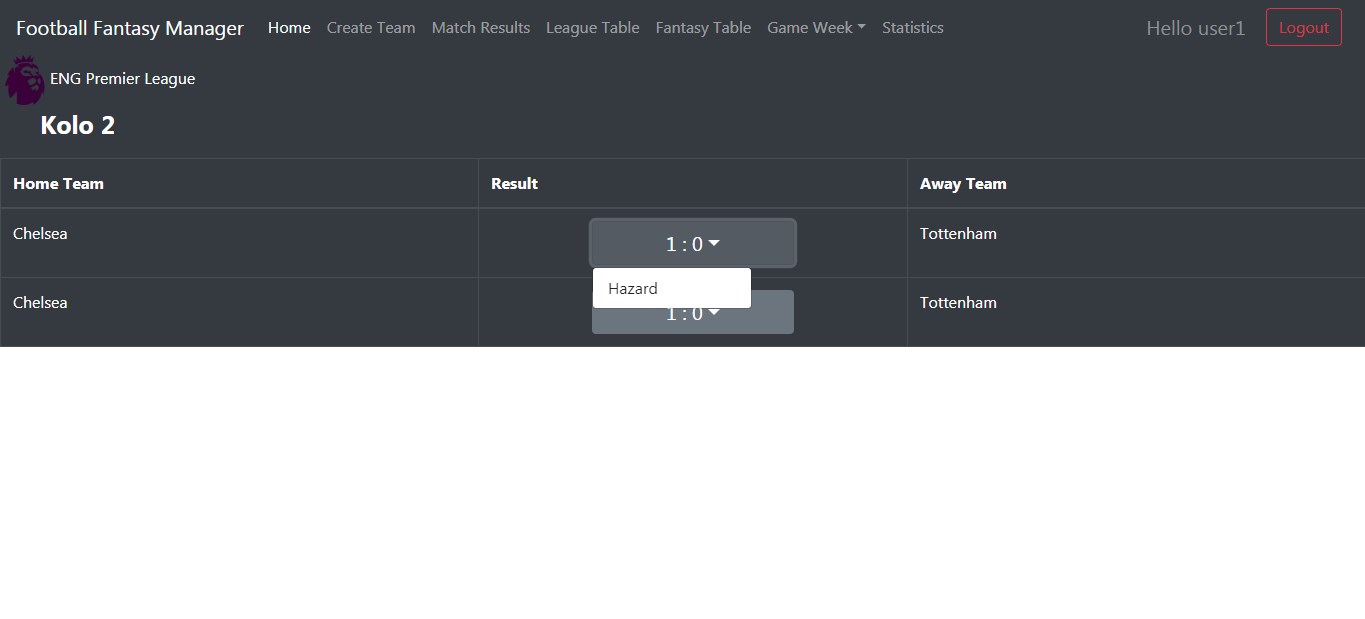 Football Fantasy Manager Home Create Team Match Results League Table Fantasy Table Game Week Statistics Hello user1 Logout
ENG Premier League
Kolo 2
Home Team Result Away Team
Chelsea 1 : 0 Tottenham
Hazard
Chelsea 1 : 0 Tottenham